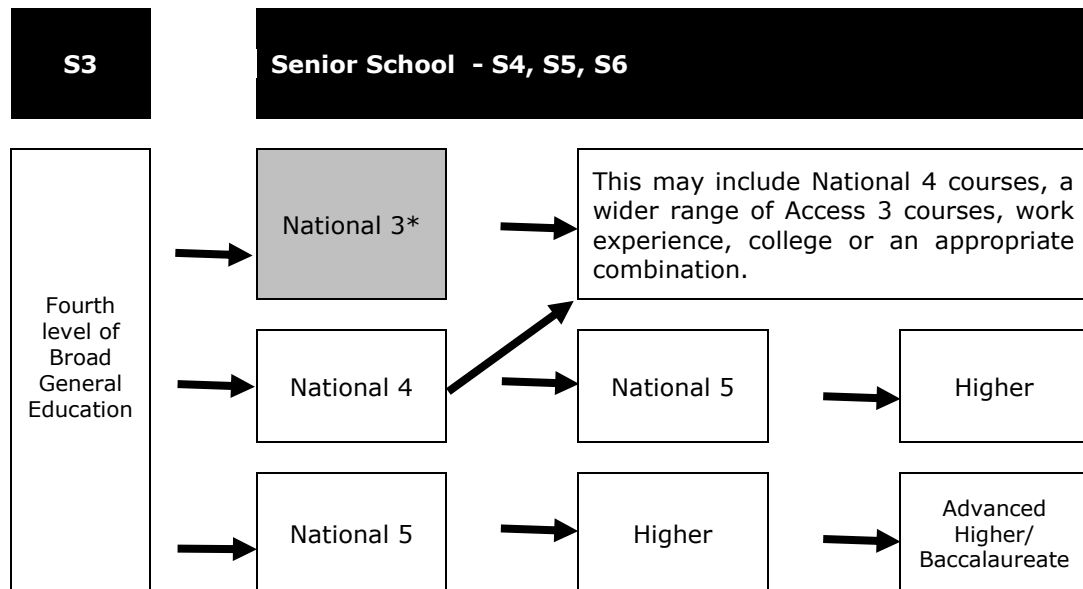 S3
Senior School - S4, S5, S6
National 3*
This may include National 4 courses, a
wider range of Access 3 courses, work
experience, college or an appropriate
combination.
Fourth
level of
Broad
General
Education
National 4
National 5
Higher
National 5
Higher
Advanced
Higher/
Baccalaureate